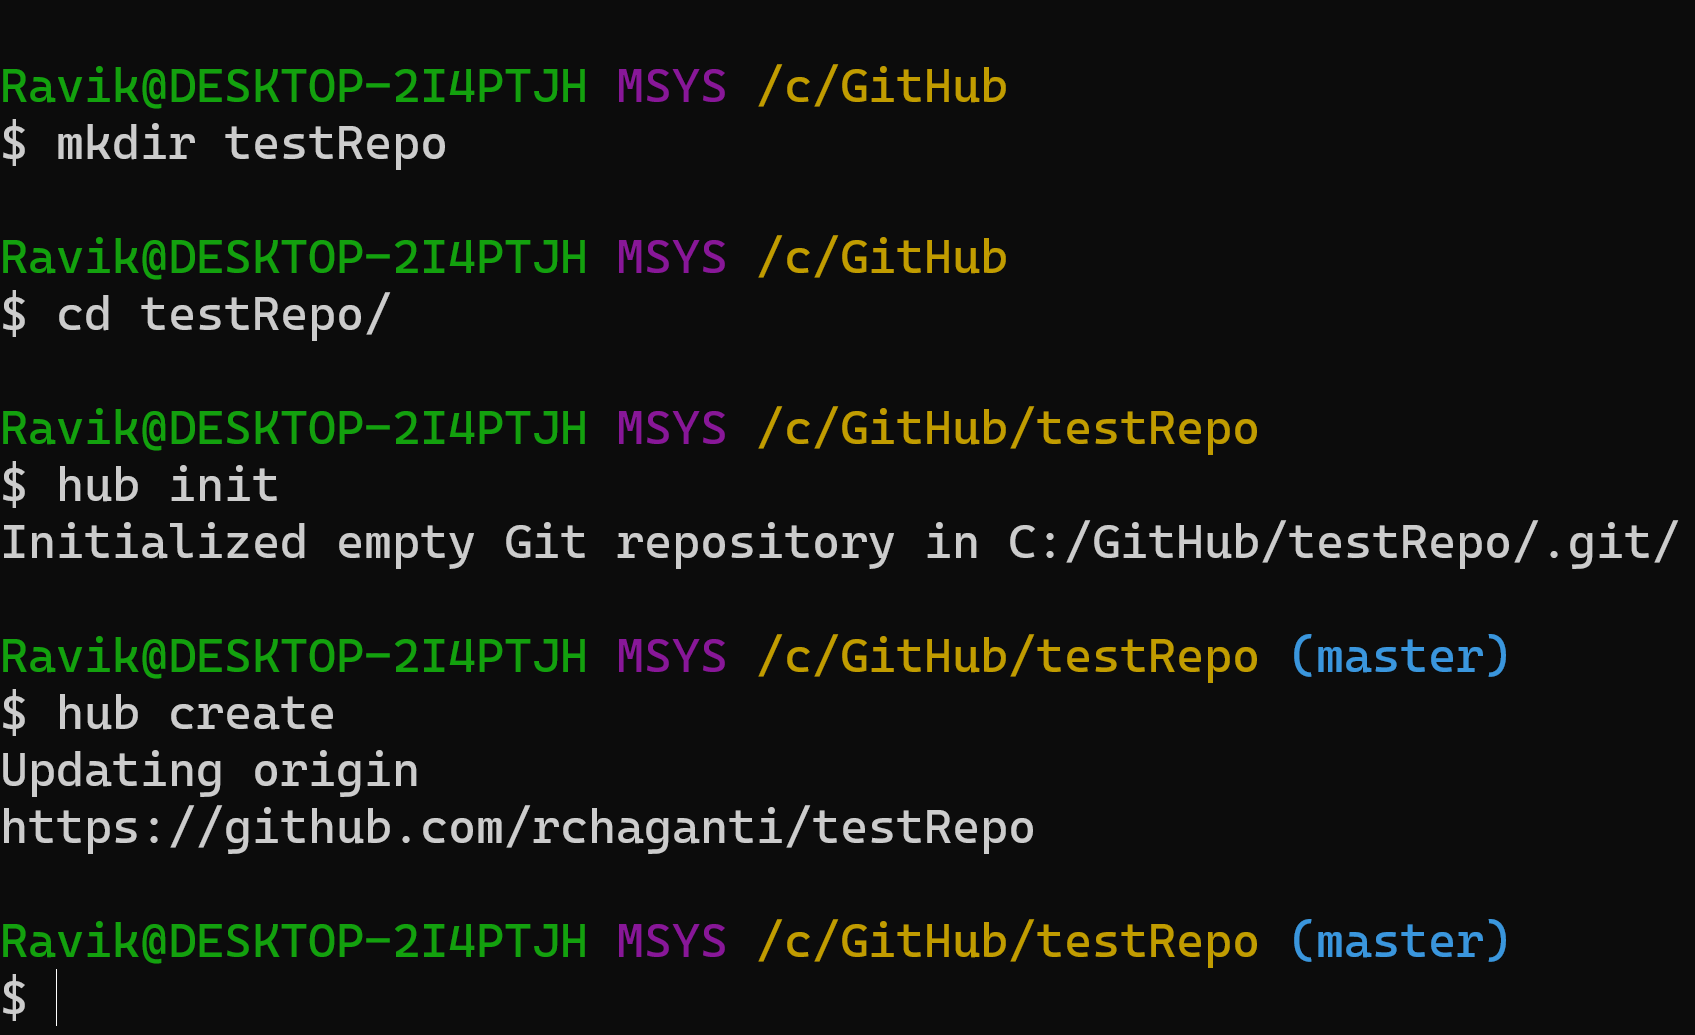 Ravik@DESKTOP-2I4PTJH MSYS /c/GitHub
$ mkdir testRepo
Ravik@DESKTOP-2I4PTJH MSYS /c/GitHub
$ cd testRepo/
Ravik@DESKTOP-2I4PTJH MSYS /c/GitHub/testRepo
$ hub init
Initialized empty Git repository in C:/GitHub/testRepo/.git/
Ravik@DESKTOP-2I4PTJH MSYS /c/GitHub/testRepo (master)
$ hub create
Updating origin
https://github.com/rchaganti/testRepo
Ravik@DESKTOP-2I4PTJH MSYS /c/GitHub/testRepo (master)
$